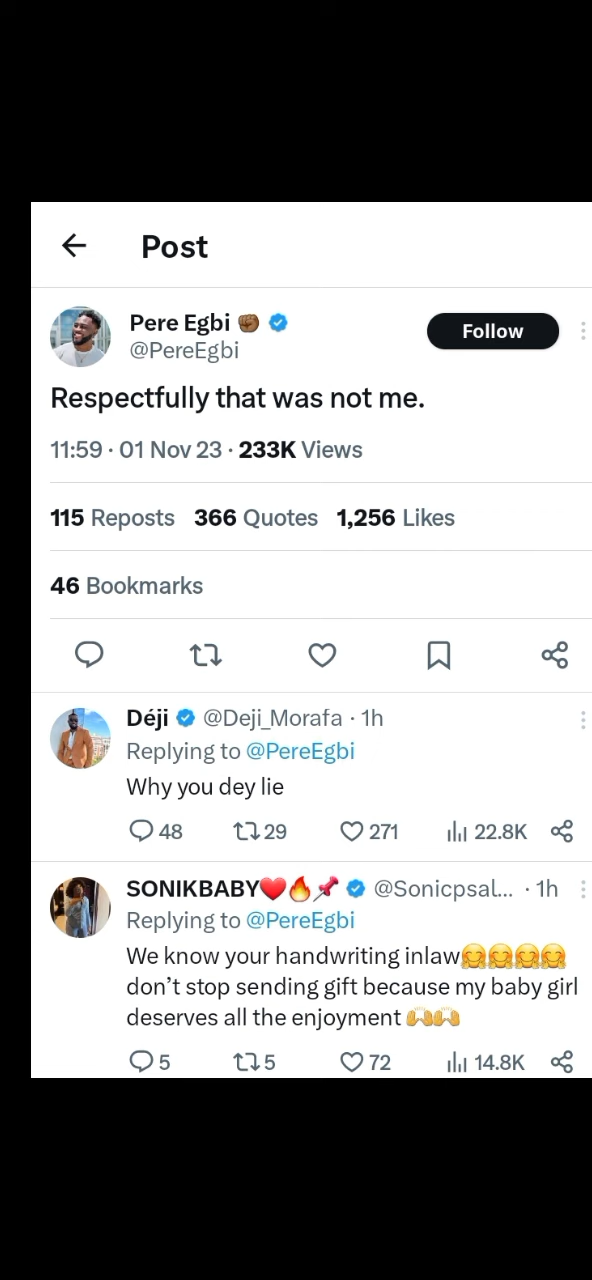 Post
Pere Egbi ✊🏾
Follow
@PereEgbi
Respectfully that was not me.
11:59 · 01 Nov 23 · 233K Views
115 Reposts 366 Quotes 1,256 Likes
46 Bookmarks
Déji @Deji_Morafa · 1h
Replying to @PereEgbi
Why you dey lie
48 29 271 22.8K
SONIKBABY❤️🔥📌 @Sonicpsal... · 1h
Replying to @PereEgbi
We know your handwriting inlaw🤗🤗🤗🤗
don’t stop sending gift because my baby girl
deserves all the enjoyment 🙌🙌
5 5 72 14.8K